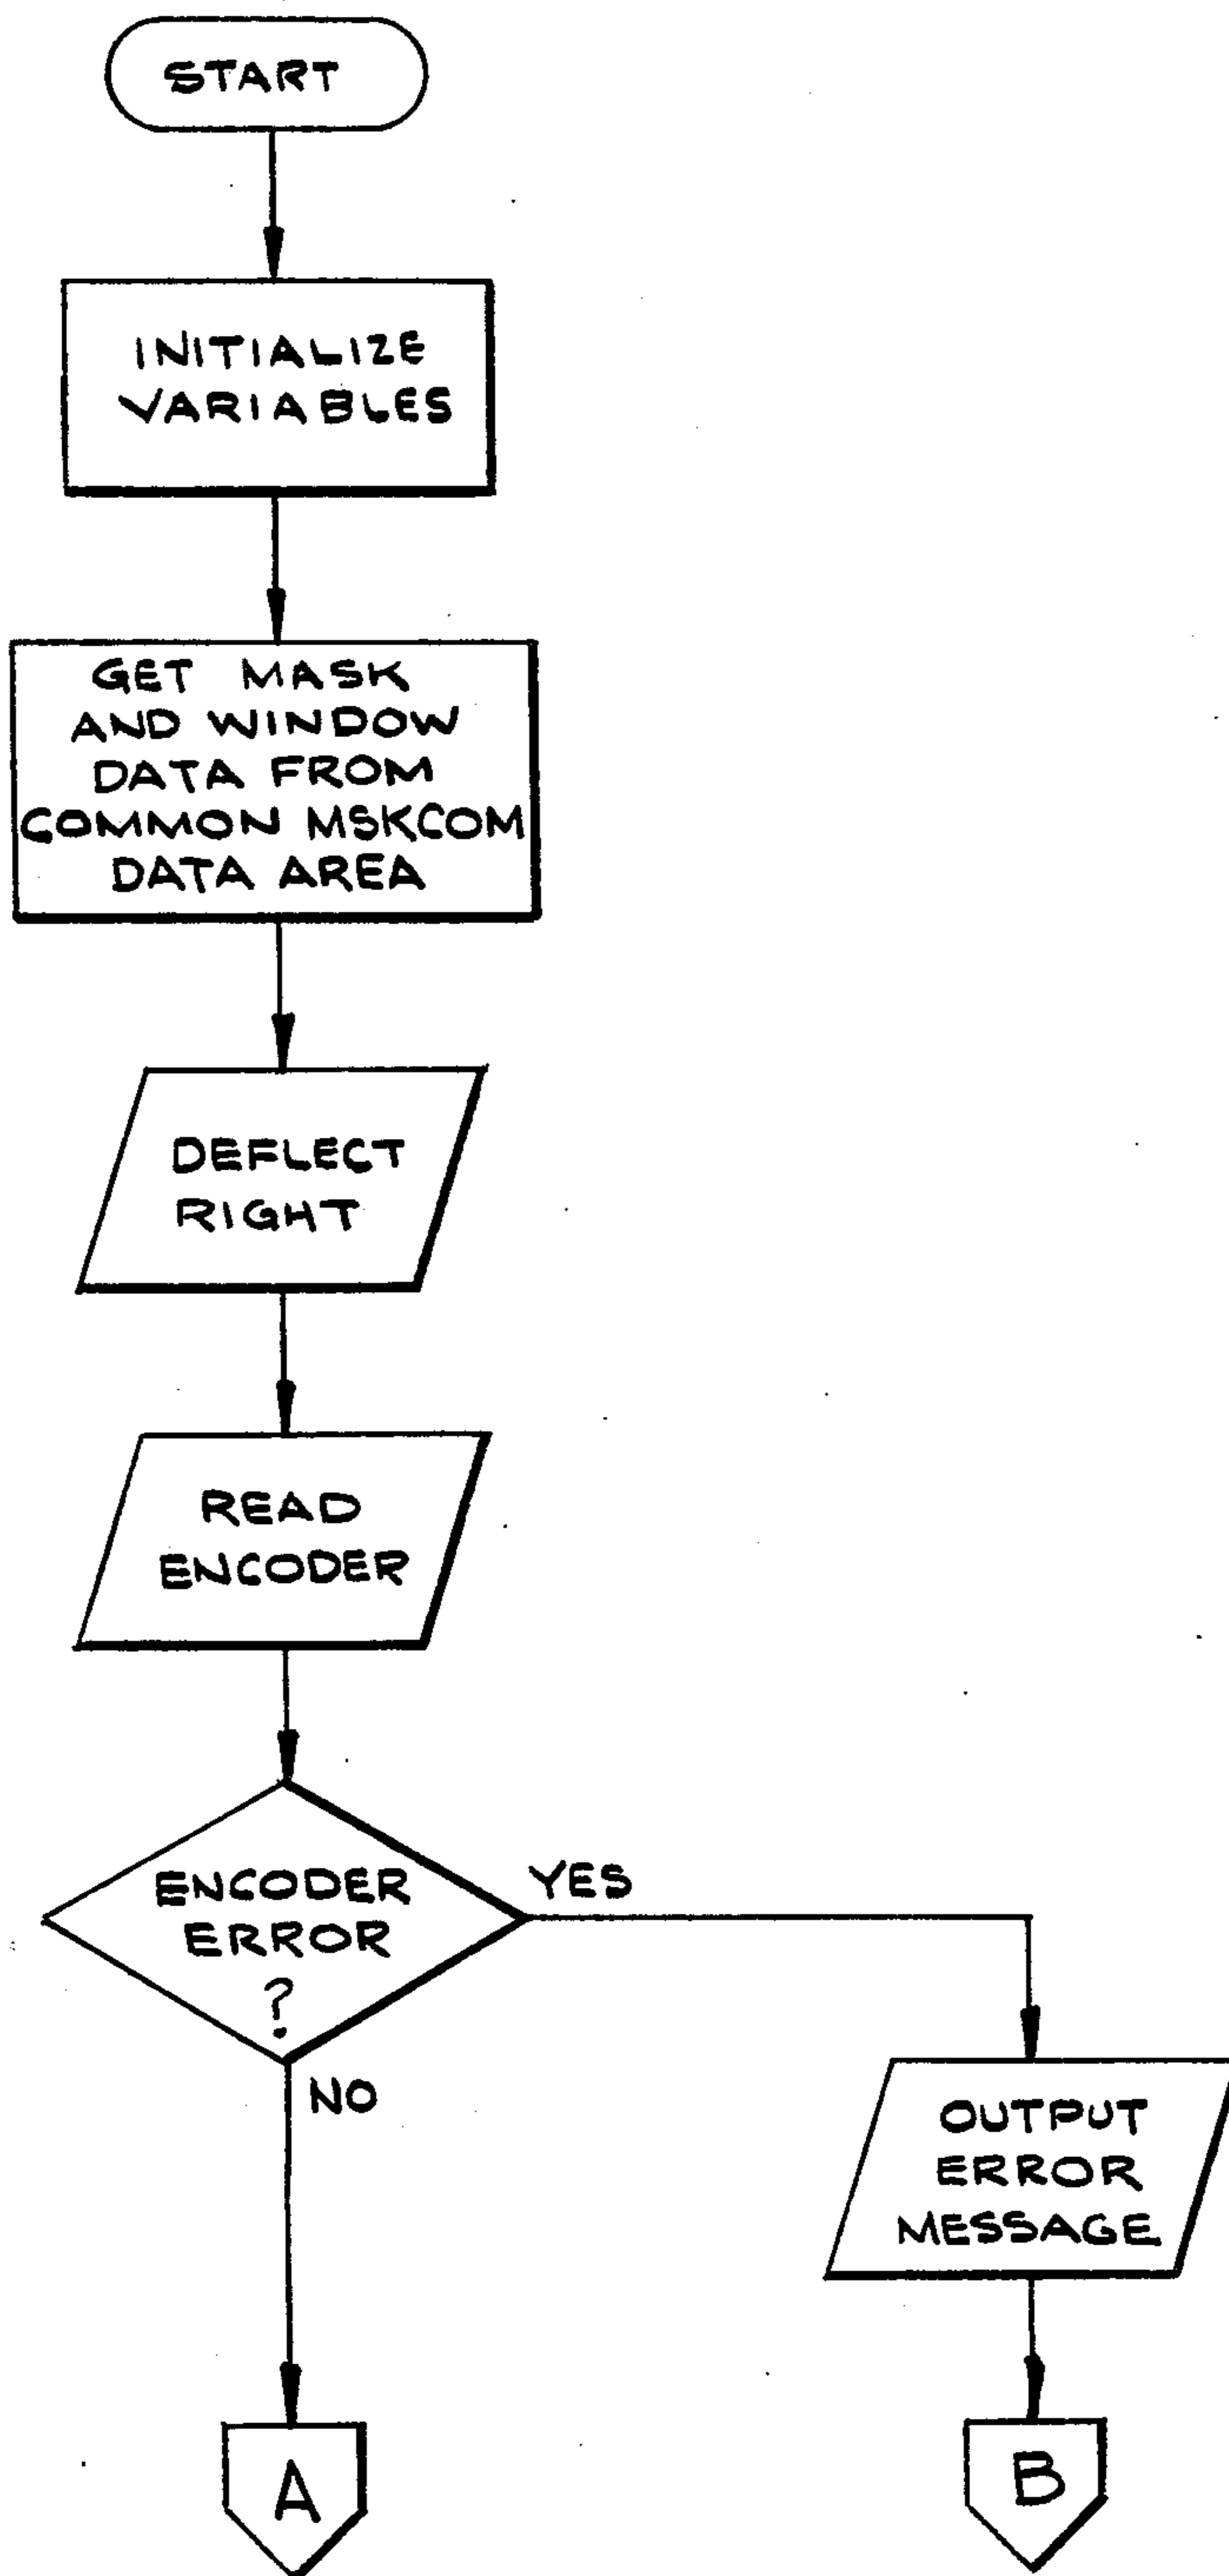 START
INITIALIZE
VARIABLES
GET MASK
AND WINDOW
DATA FROM
COMMON MSKCOM
DATA AREA
DEFLECT
RIGHT
READ
ENCODER
ENCODER
ERROR
?
YES
NO
OUTPUT
ERROR
MESSAGE
A
B